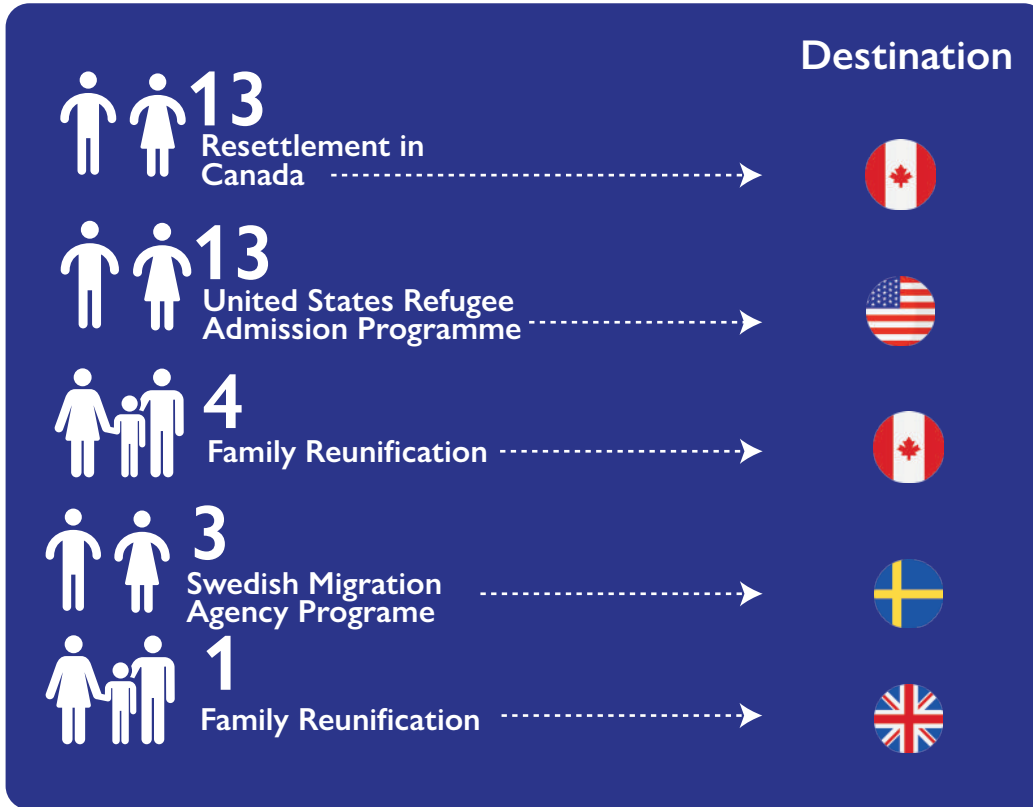 Destination
13
Resettlement in
Canada
13
United States Refugee
Admission Programme
4
Family Reunification
3
Swedish Migration
Agency Programe
1
Family Reunification